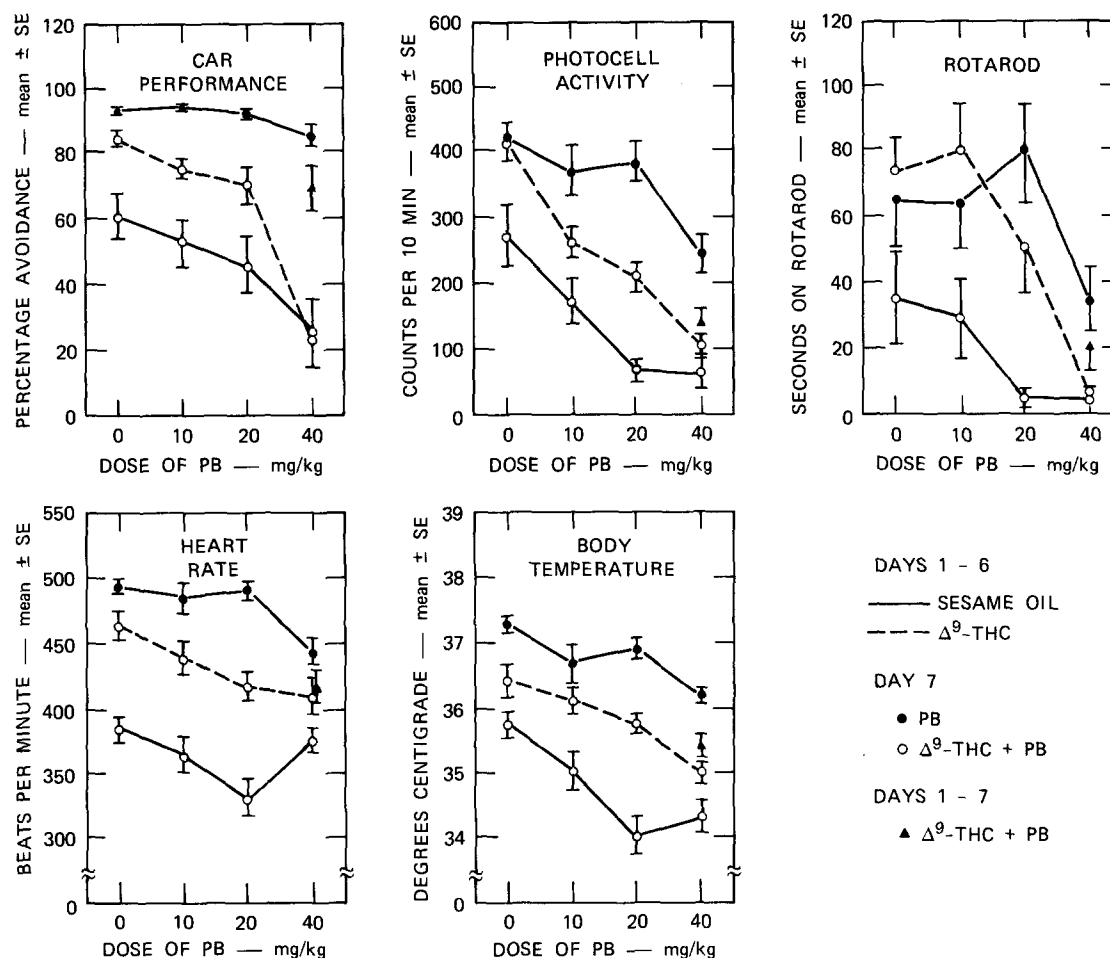 CAR
PERFORMANCE
PERCENTAGE AVOIDANCE — mean ± SE
120
100
80
60
40
20
0
0 10 20 40
DOSE OF PB — mg/kg
PHOTOCELL
ACTIVITY
COUNTS PER 10 MIN — mean ± SE
600
500
400
300
200
100
0
0 10 20 40
DOSE OF PB — mg/kg
ROTAROD
SECONDS ON ROTAROD — mean ± SE
120
100
80
60
40
20
0
0 10 20 40
DOSE OF PB — mg/kg
HEART
RATE
BEATS PER MINUTE — mean ± SE
550
500
450
400
350
300
0
0 10 20 40
DOSE OF PB — mg/kg
BODY
TEMPERATURE
DEGREES CENTIGRADE — mean ± SE
39
38
37
36
35
34
0
0 10 20 40
DOSE OF PB — mg/kg
DAYS 1 - 6
SESAME OIL
Δ⁹-THC
DAY 7
● PB
○ Δ⁹-THC + PB
DAYS 1 - 7
▲ Δ⁹-THC + PB